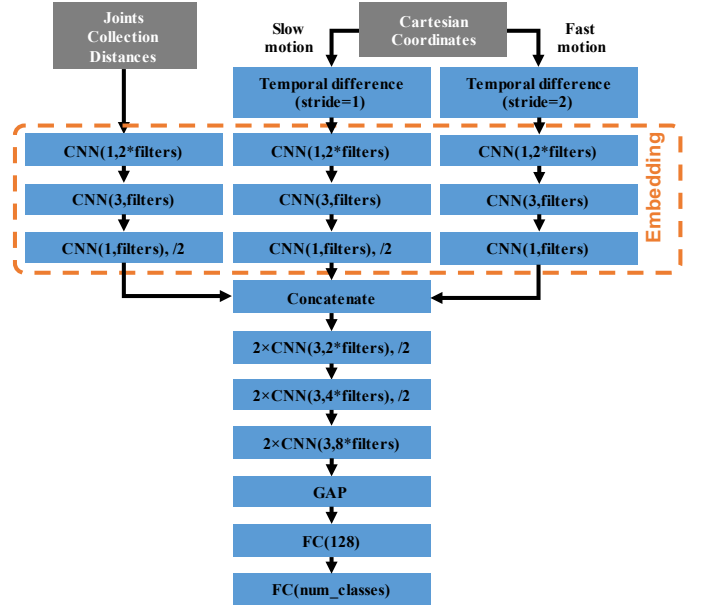 Joints
Collection
Distances
Slow
motion
Cartesian
Coordinates
Fast
motion
Temporal difference
(stride=1)
Temporal difference
(stride=2)
CNN(1,2*filters)
CNN(1,2*filters)
CNN(1,2*filters)
CNN(3,filters)
CNN(3,filters)
CNN(3,filters)
CNN(1,filters), /2
CNN(1,filters), /2
CNN(1,filters)
Embedding
Concatenate
2×CNN(3,2*filters), /2
2×CNN(3,4*filters), /2
2×CNN(3,8*filters)
GAP
FC(128)
FC(num_classes)